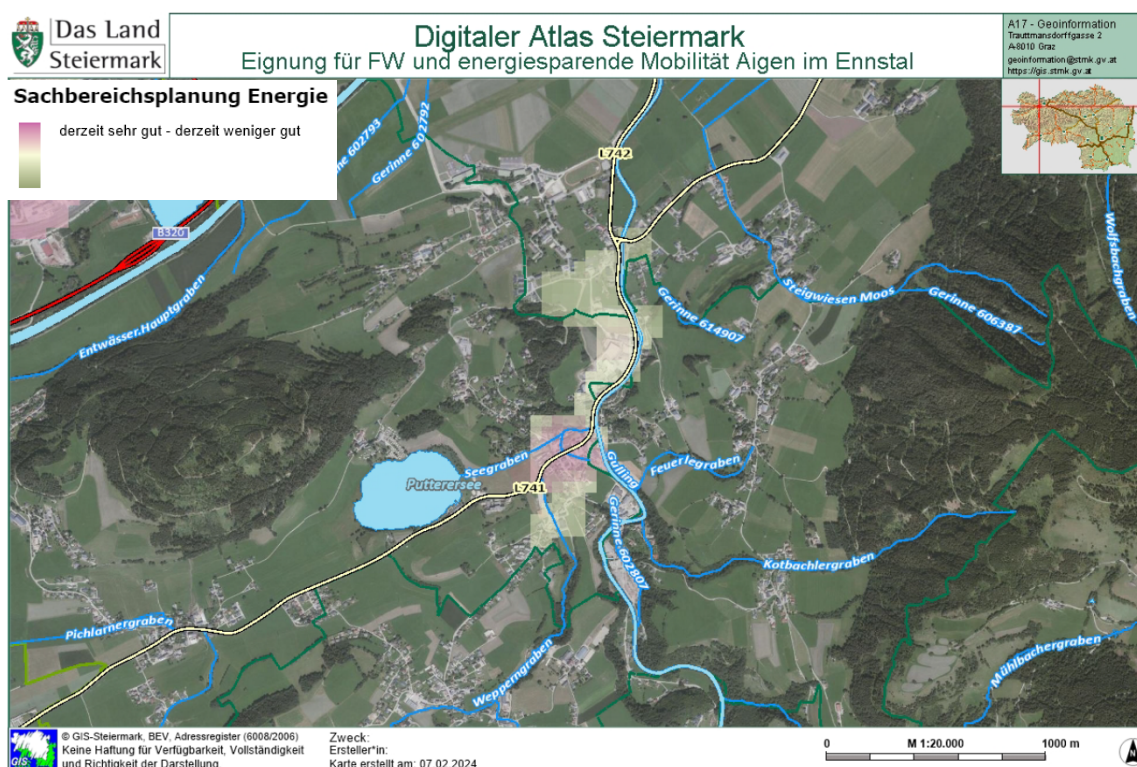 Das Land
Steiermark
Digitaler Atlas Steiermark
Eignung für FW und energiesparende Mobilität Aigen im Ennstal
A17 - Geoinformation
Trauttmansdorffgasse 2
A-8010 Graz
geoinformation@stmk.gv.at
https://gis.stmk.gv.at
Sachbereichsplanung Energie
derzeit sehr gut - derzeit weniger gut
Gerinne 602792
L742
B320
Entwässer,Hauptgraben
Wolfsbachgraben
Steigwiesen Moos
Gerinne 606387
Gerinne 614907
Seegraben
Putterersee
L741
Gulling
Feuerlegraben
Gerinne 602807
Kotbachlergraben
Pichlarnergraben
Wepperngraben
Mühlbachergraben
GIS
© GIS-Steiermark, BEV, Adressregister (6008/2006)
Keine Haftung für Verfügbarkeit, Vollständigkeit
und Richtigkeit der Darstellung
Zweck:
Ersteller*in:
Karte erstellt am: 07.02.2024
0 M 1:20.000 1000 m
N